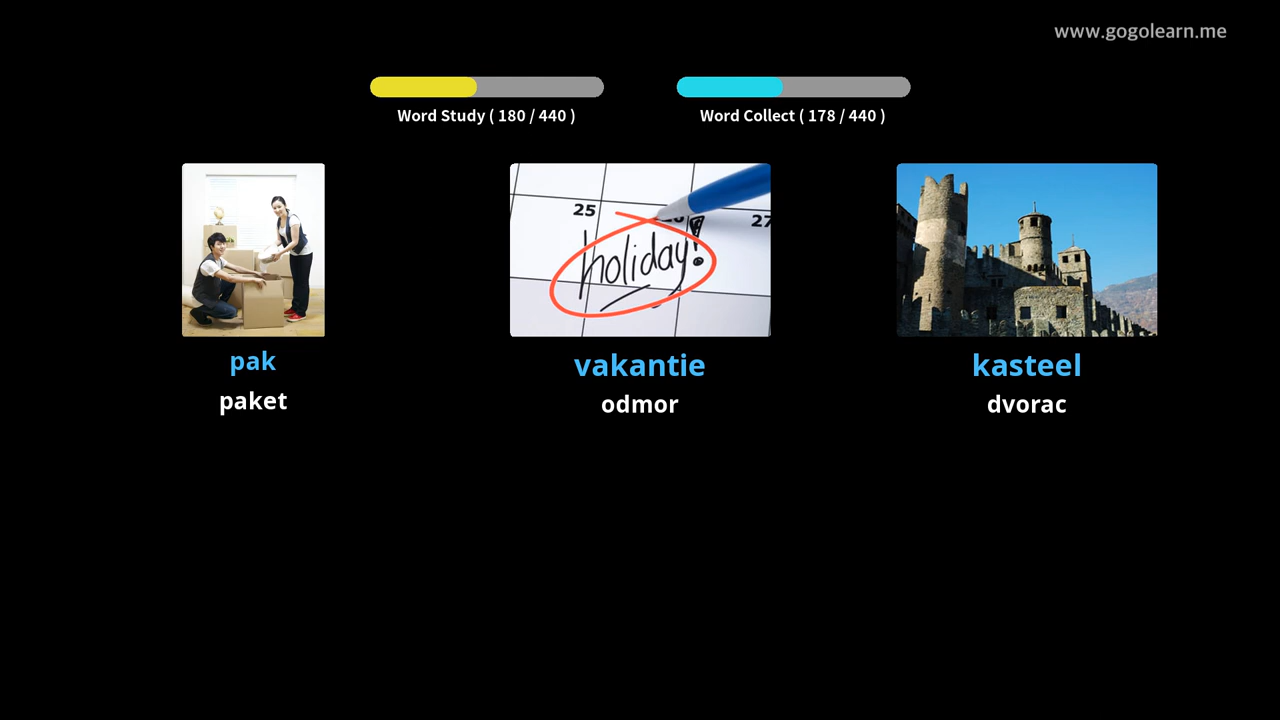 www.gogolearn.me
Word Study ( 180 / 440 )
Word Collect ( 178 / 440 )
25
27
holiday!
pak
vakantie
kasteel
paket
odmor
dvorac